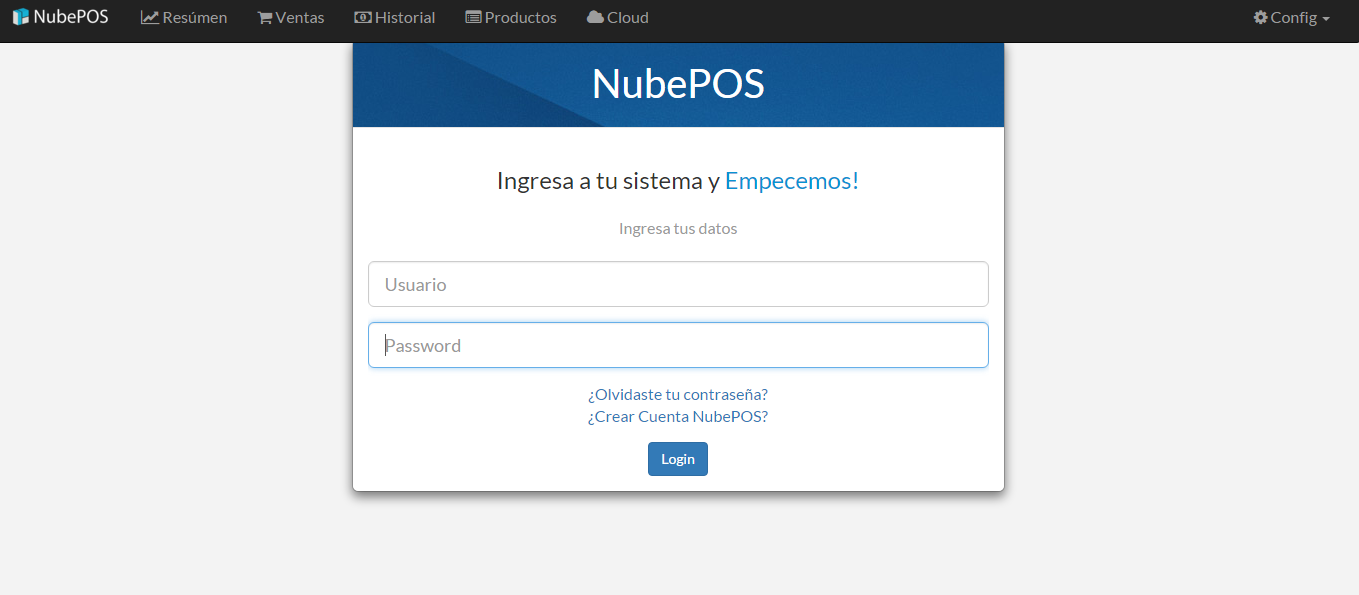 NubePOS Resúmen Ventas Historial Productos Cloud Config
NubePOS
Ingresa a tu sistema y Empecemos!
Ingresa tus datos
Usuario
Password
¿Olvidaste tu contraseña?
¿Crear Cuenta NubePOS?
Login